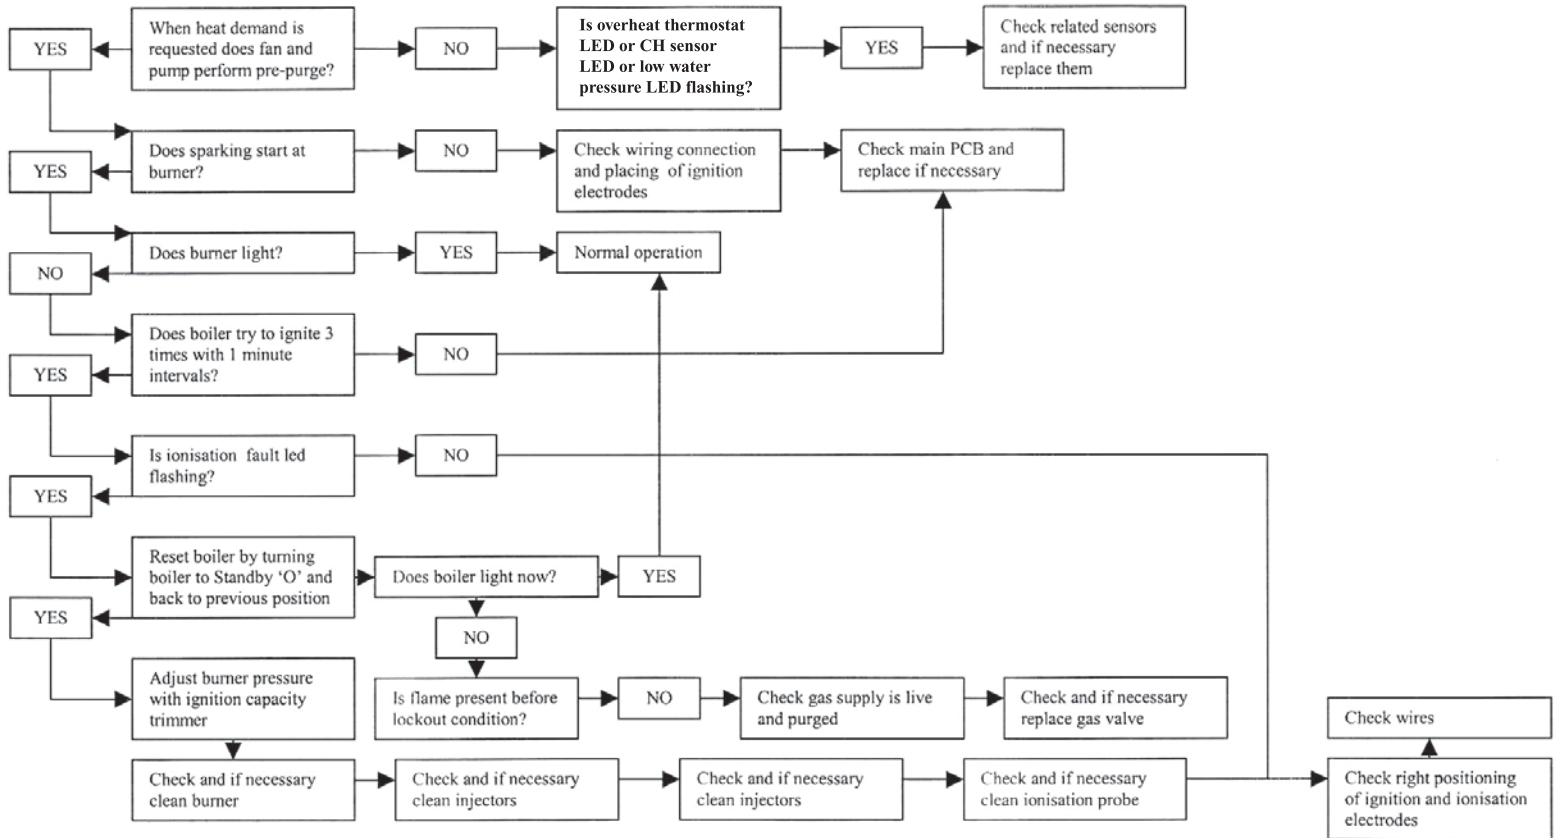 When heat demand is
requested does fan and
pump perform pre-purge?
YES
NO
Is overheat thermostat
LED or CH sensor
LED or low water
pressure LED flashing?
YES
Check related sensors
and if necessary
replace them
Does sparking start at
burner?
YES
NO
Check wiring connection
and placing of ignition
electrodes
Check main PCB and
replace if necessary
Does burner light?
YES
Normal operation
NO
Does boiler try to ignite 3
times with 1 minute
intervals?
NO
YES
Is ionisation fault led
flashing?
NO
YES
Reset boiler by turning
boiler to Standby ‘O’ and
back to previous position
Does boiler light now?
YES
YES
NO
Adjust burner pressure
with ignition capacity
trimmer
Is flame present before
lockout condition?
NO
Check gas supply is live
and purged
Check and if necessary
replace gas valve
Check wires
Check and if necessary
clean burner
Check and if necessary
clean injectors
Check and if necessary
clean injectors
Check and if necessary
clean ionisation probe
Check right positioning
of ignition and ionisation
electrodes